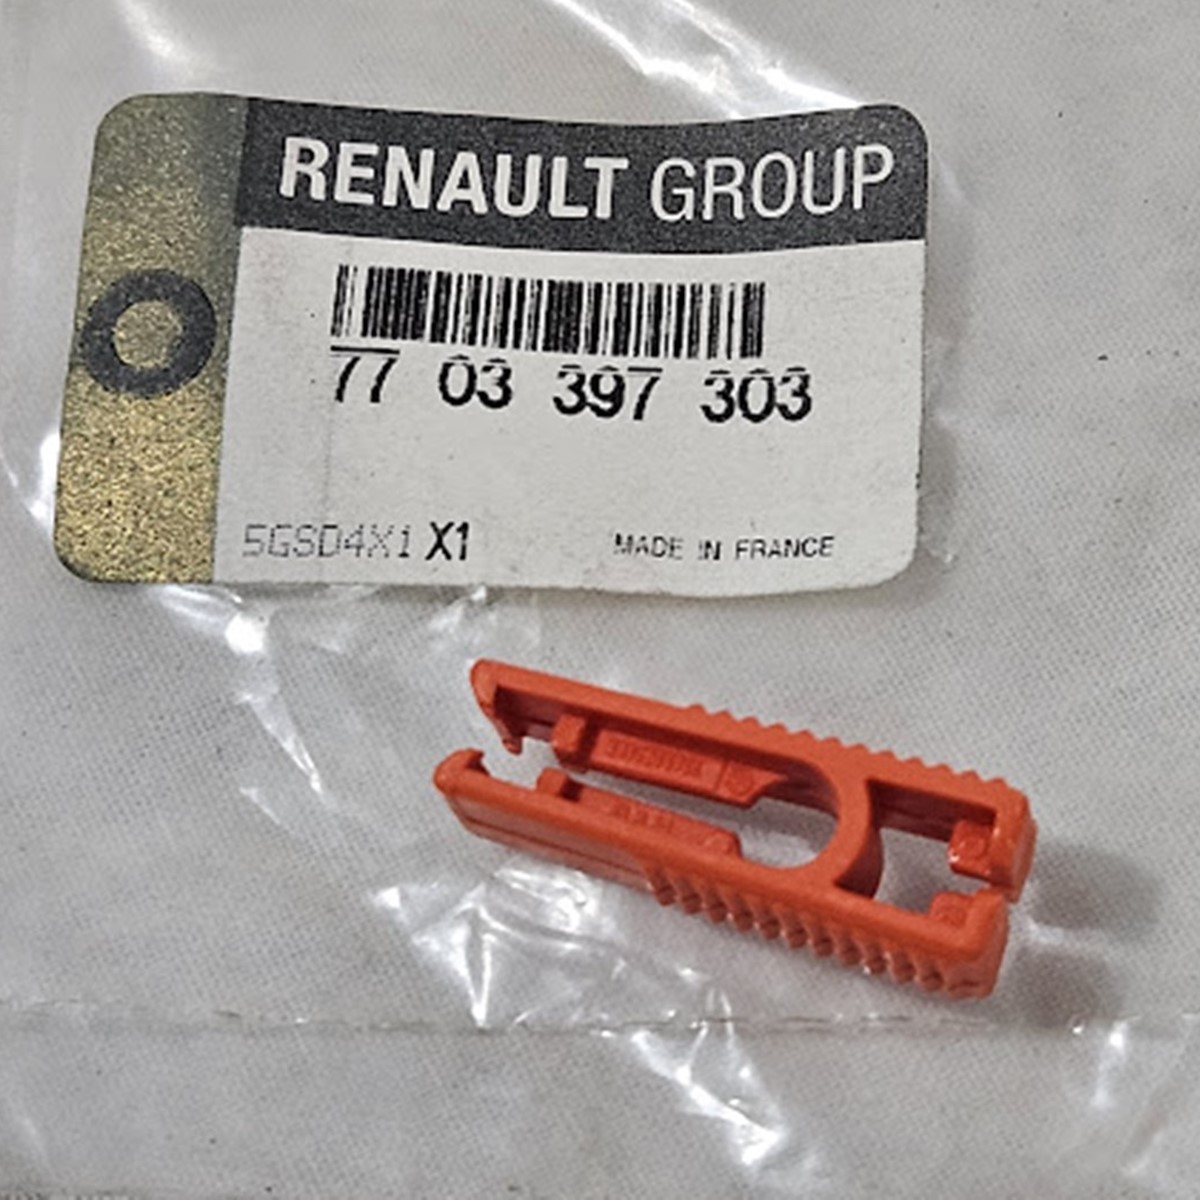 RENAULT GROUP
77 03 397 303
5GSD4X1 X1
MADE IN FRANCE